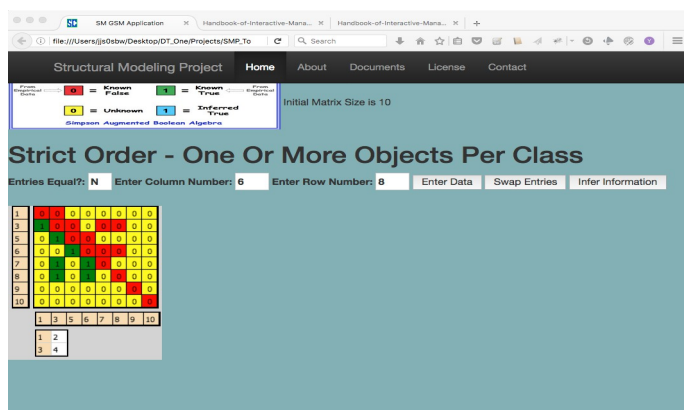 SM GSM Application × Handbook-of-Interactive-Mana... × Handbook-of-Interactive-Mana... × +
file:///Users/jjs0sbw/Desktop/DT_One/Projects/SMP_To Search
Structural Modeling Project Home About Documents License Contact
From Empirical Data 0 = Known False 1 = Known True From Empirical Data
0 = Unknown 1 = Inferred True
Simpson Augmented Boolean Algebra
Initial Matrix Size is 10
Strict Order - One Or More Objects Per Class
Entries Equal?: N Enter Column Number: 6 Enter Row Number: 8 Enter Data Swap Entries Infer Information
1 0 0 0 0 0 0 0 0
3 1 0 0 0 0 0 0 0
5 0 1 0 0 0 0 0 0
6 0 0 1 0 0 0 0 0
7 0 1 0 1 0 0 0 0
8 0 1 0 1 0 0 0 0
9 0 0 0 0 0 0 0 0
10 0 0 0 0 0 0 0 0
1 3 5 6 7 8 9 10
1 2
3 4